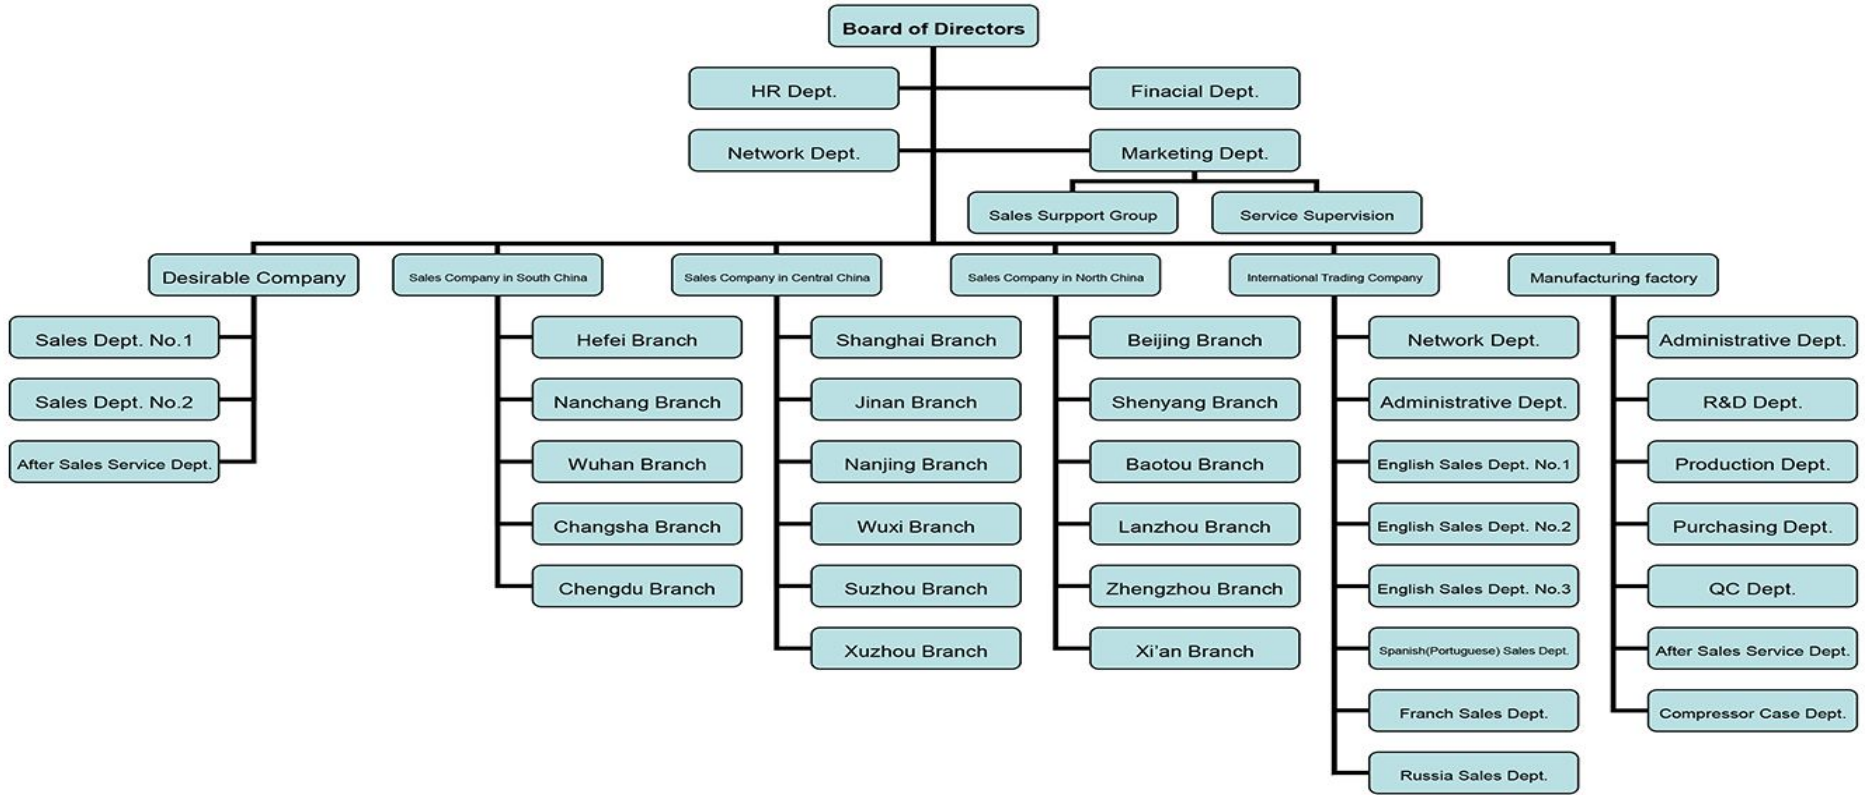 Board of Directors
HR Dept.
Finacial Dept.
Network Dept.
Marketing Dept.
Sales Surpport Group
Service Supervision
Desirable Company
Sales Dept. No.1
Sales Dept. No.2
After Sales Service Dept.
Sales Company in South China
Hefei Branch
Nanchang Branch
Wuhan Branch
Changsha Branch
Chengdu Branch
Sales Company in Central China
Shanghai Branch
Jinan Branch
Nanjing Branch
Wuxi Branch
Suzhou Branch
Xuzhou Branch
Sales Company in North China
Beijing Branch
Shenyang Branch
Baotou Branch
Lanzhou Branch
Zhengzhou Branch
Xi’an Branch
International Trading Company
Network Dept.
Administrative Dept.
English Sales Dept. No.1
English Sales Dept. No.2
English Sales Dept. No.3
Spanish(Portuguese) Sales Dept.
Franch Sales Dept.
Russia Sales Dept.
Manufacturing factory
Administrative Dept.
R&D Dept.
Production Dept.
Purchasing Dept.
QC Dept.
After Sales Service Dept.
Compressor Case Dept.